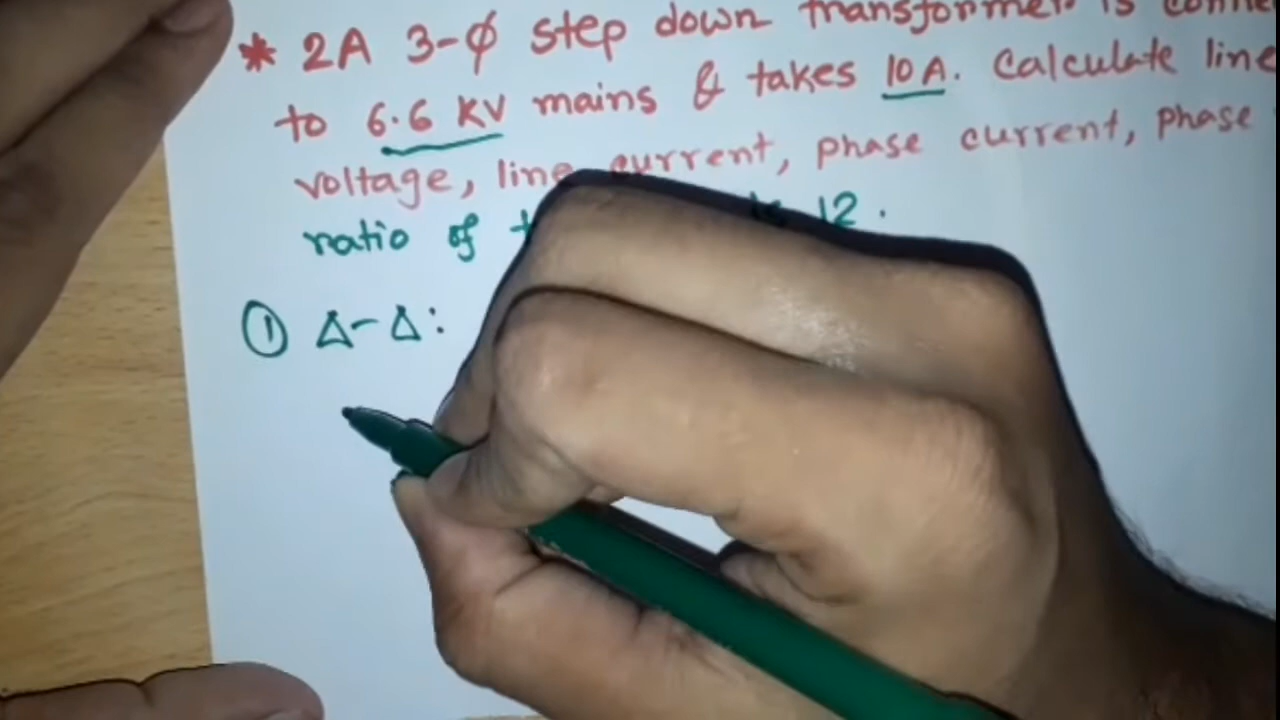 * 2A 3-ϕ step down transformer is conne
to 6.6 KV mains & takes 10 A. Calculate line
voltage, line current, phase current, phase
ratio of 12.
① Δ-Δ: